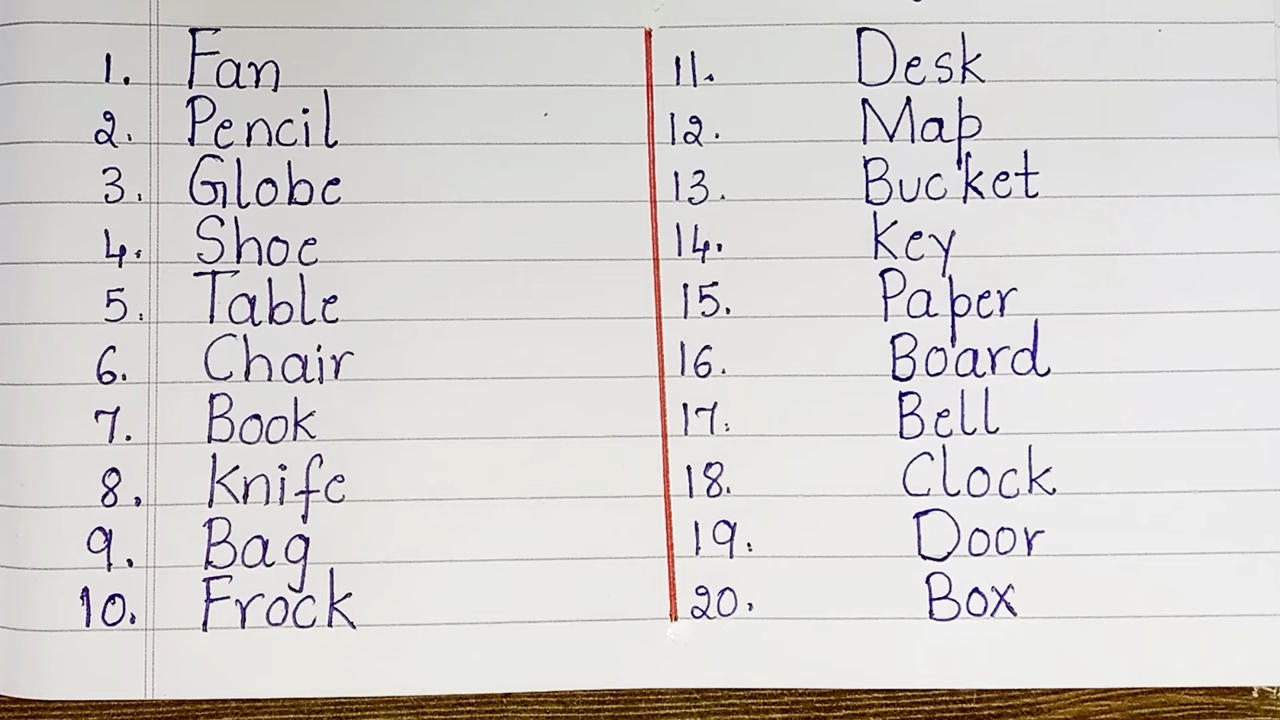 1. Fan
2. Pencil
3. Globe
4. Shoe
5. Table
6. Chair
7. Book
8. Knife
9. Bag
10. Frock
11. Desk
12. Map
13. Bucket
14. Key
15. Paper
16. Board
17. Bell
18. Clock
19. Door
20. Box